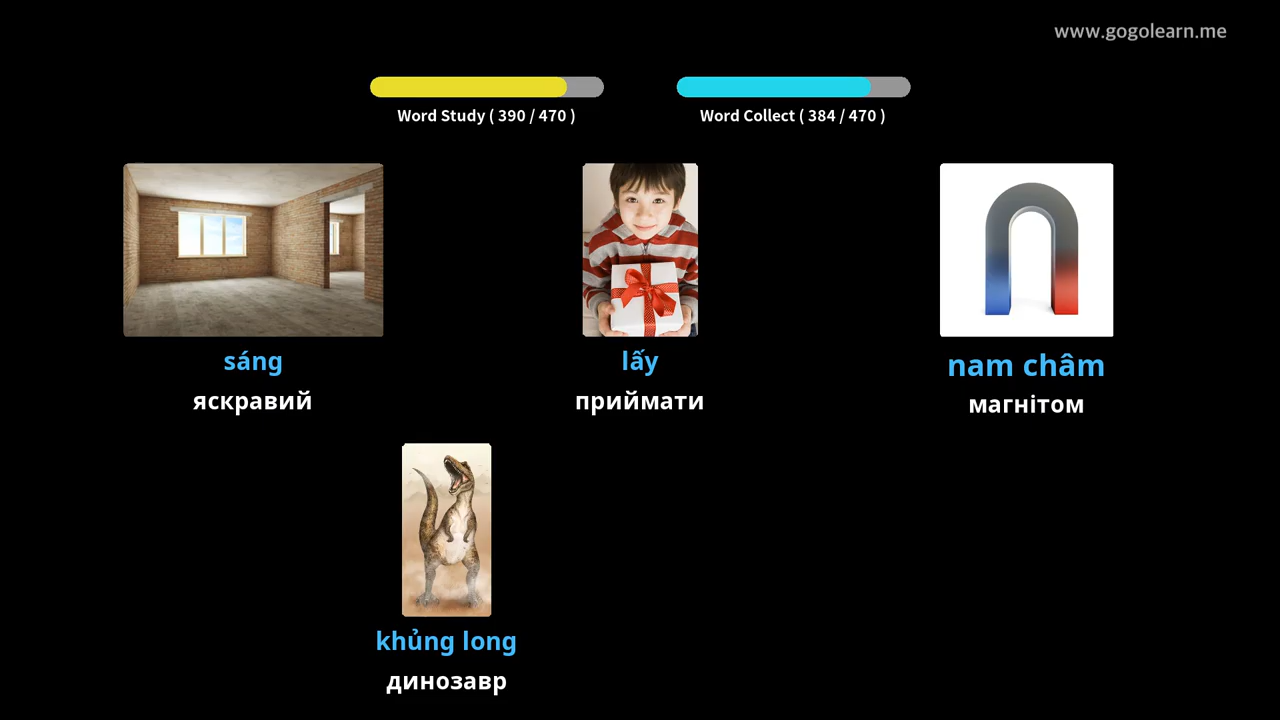 www.gogolearn.me
Word Study ( 390 / 470 )
Word Collect ( 384 / 470 )
sáng
яскравий
lấy
приймати
nam châm
магнітом
khủng long
динозавр